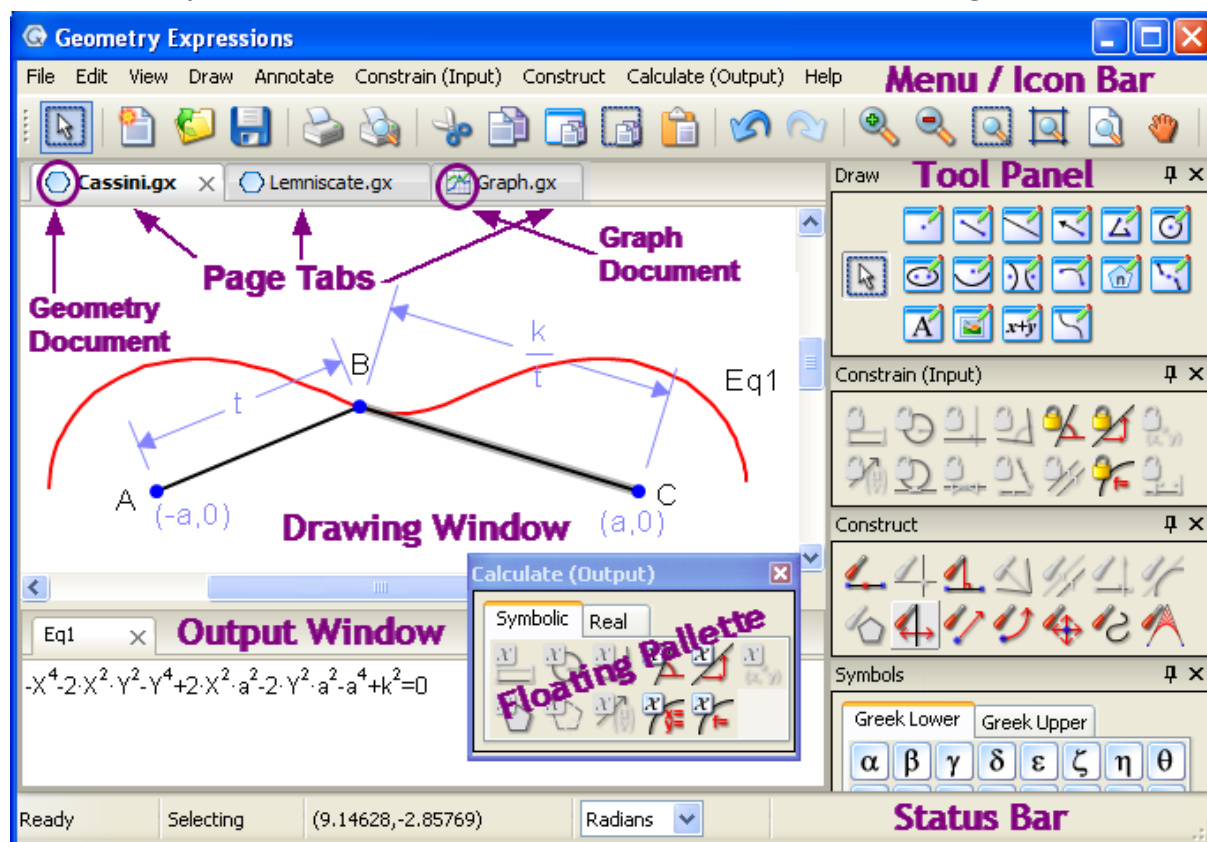 Geometry Expressions
File Edit View Draw Annotate Constrain (Input) Construct Calculate (Output) Help
Menu / Icon Bar
Cassini.gx
Lemniscate.gx
Graph.gx
Draw
Tool Panel
Page Tabs
Graph
Document
Geometry
Document
A
x+y
n
k
t
B
t
Eq1
A
C
(-a,0)
(a,0)
Drawing Window
Constrain (Input)
Construct
Calculate (Output)
Symbolic
Real
Floating Pallette
Eq1
Output Window
-X⁴-2·X²·Y²-Y⁴+2·X²·a²-2·Y²·a²-a⁴+k²=0
Symbols
Greek Lower
Greek Upper
α β γ δ ε ζ η θ
Ready
Selecting
(9.14628,-2.85769)
Radians
Status Bar